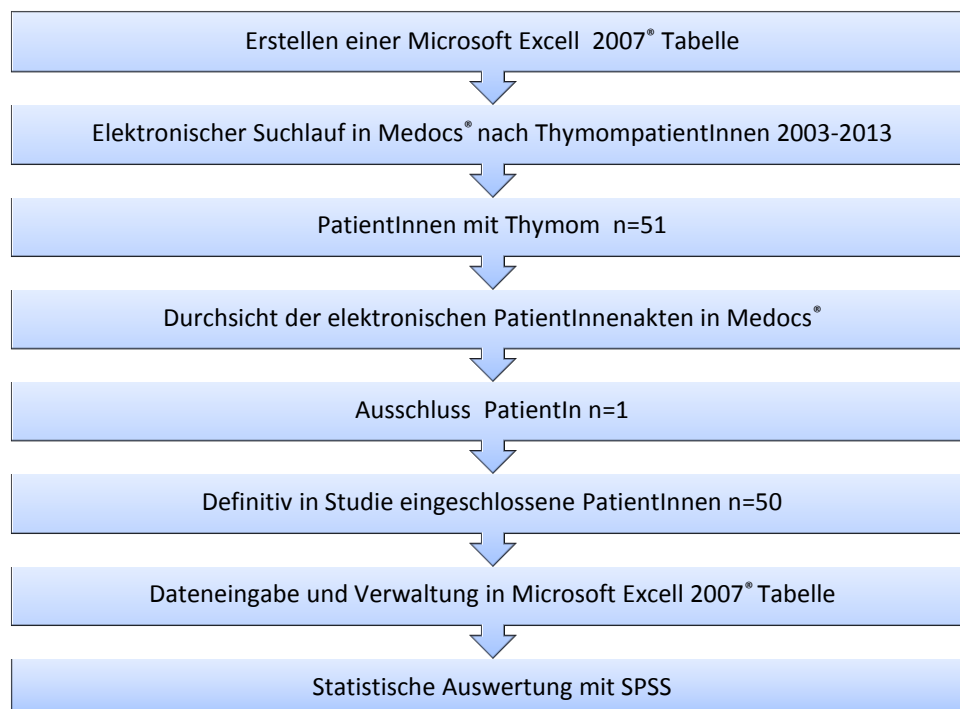 Erstellen einer Microsoft Excell 2007® Tabelle
Elektronischer Suchlauf in Medocs® nach ThymompatientInnen 2003-2013
PatientInnen mit Thymom n=51
Durchsicht der elektronischen PatientInnenakten in Medocs®
Ausschluss PatientIn n=1
Definitiv in Studie eingeschlossene PatientInnen n=50
Dateneingabe und Verwaltung in Microsoft Excell 2007® Tabelle
Statistische Auswertung mit SPSS